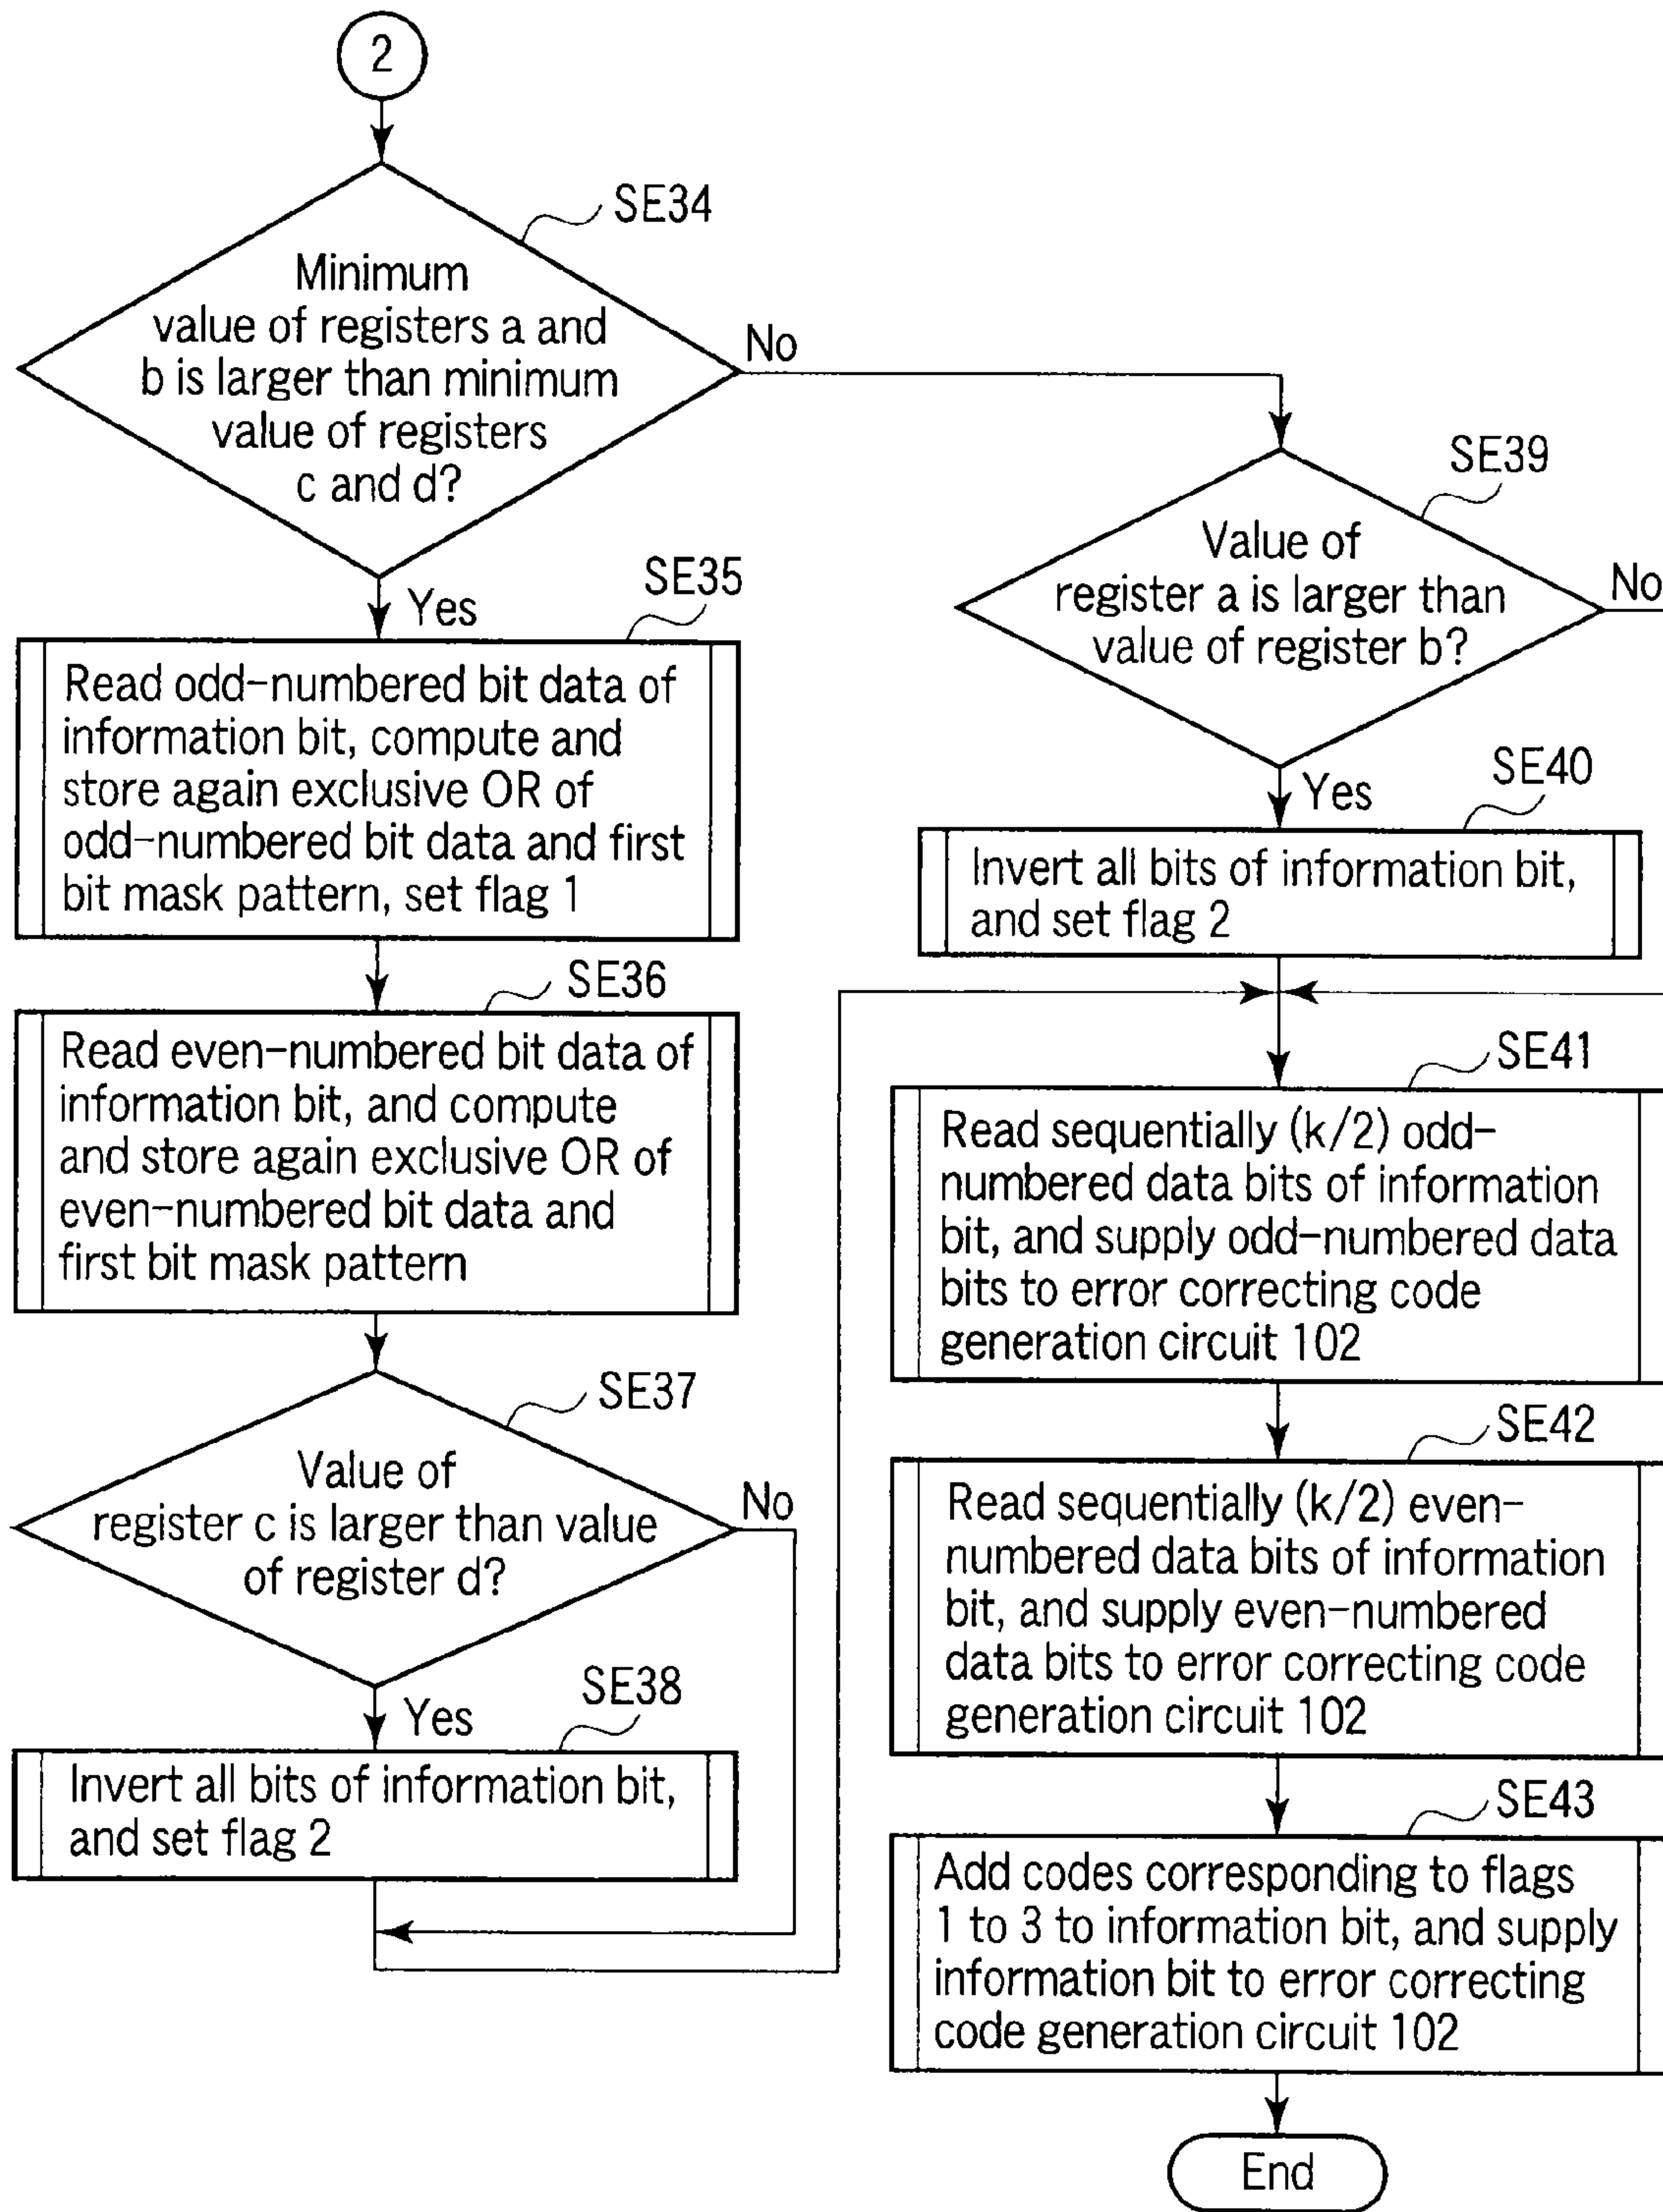 2
SE34
Minimum
value of registers a and
b is larger than minimum
value of registers
c and d?
No
Yes
SE35
Read odd-numbered bit data of
information bit, compute and
store again exclusive OR of
odd-numbered bit data and first
bit mask pattern, set flag 1
SE36
Read even-numbered bit data of
information bit, and compute
and store again exclusive OR of
even-numbered bit data and
first bit mask pattern
SE37
Value of
register c is larger than value
of register d?
No
Yes
SE38
Invert all bits of information bit,
and set flag 2
SE39
Value of
register a is larger than
value of register b?
No
Yes
SE40
Invert all bits of information bit,
and set flag 2
SE41
Read sequentially (k/2) odd-
numbered data bits of information
bit, and supply odd-numbered data
bits to error correcting code
generation circuit 102
SE42
Read sequentially (k/2) even-
numbered data bits of information
bit, and supply even-numbered
data bits to error correcting code
generation circuit 102
SE43
Add codes corresponding to flags
1 to 3 to information bit, and supply
information bit to error correcting
code generation circuit 102
End